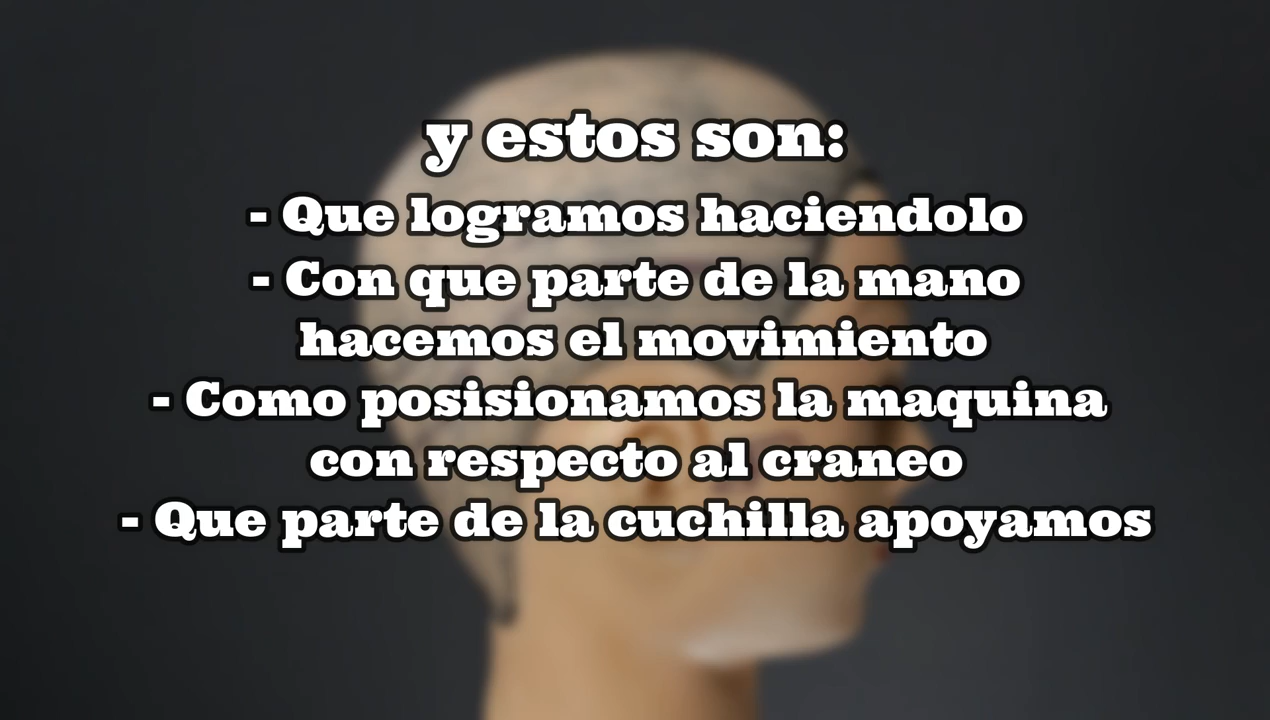 y estos son:
- Que logramos haciendolo
- Con que parte de la mano
hacemos el movimiento
- Como posisionamos la maquina
con respecto al craneo
- Que parte de la cuchilla apoyamos